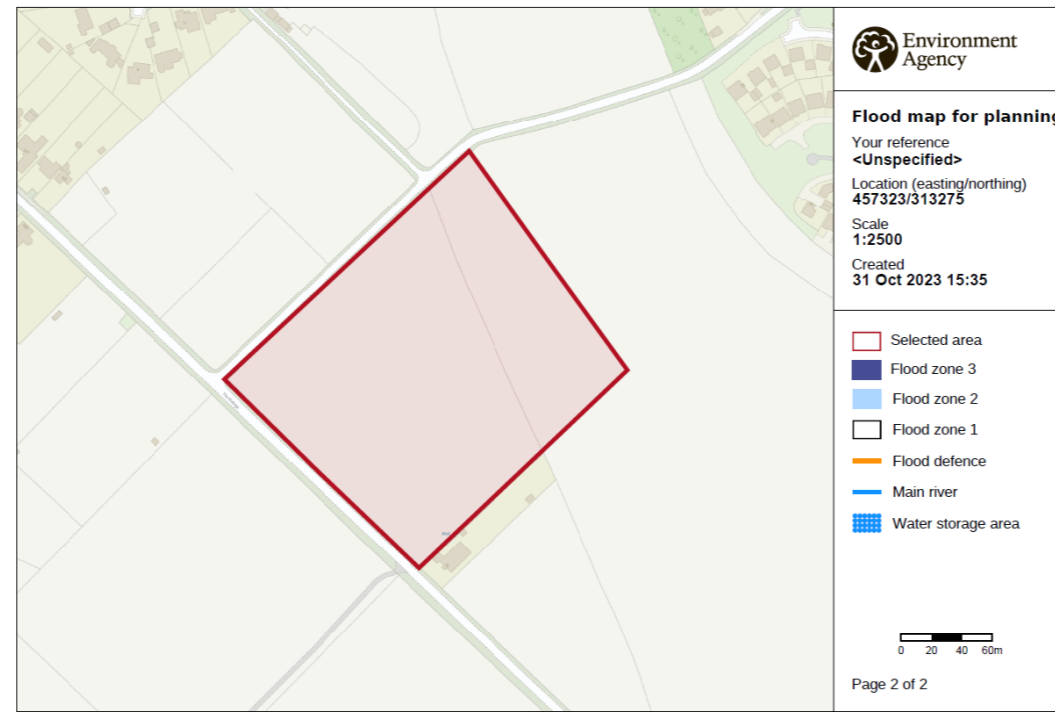 Environment
Agency
Flood map for planning
Your reference
<Unspecified>
Location (easting/northing)
457323/313275
Scale
1:2500
Created
31 Oct 2023 15:35
Selected area
Flood zone 3
Flood zone 2
Flood zone 1
Flood defence
Main river
Water storage area
0 20 40 60m
Page 2 of 2